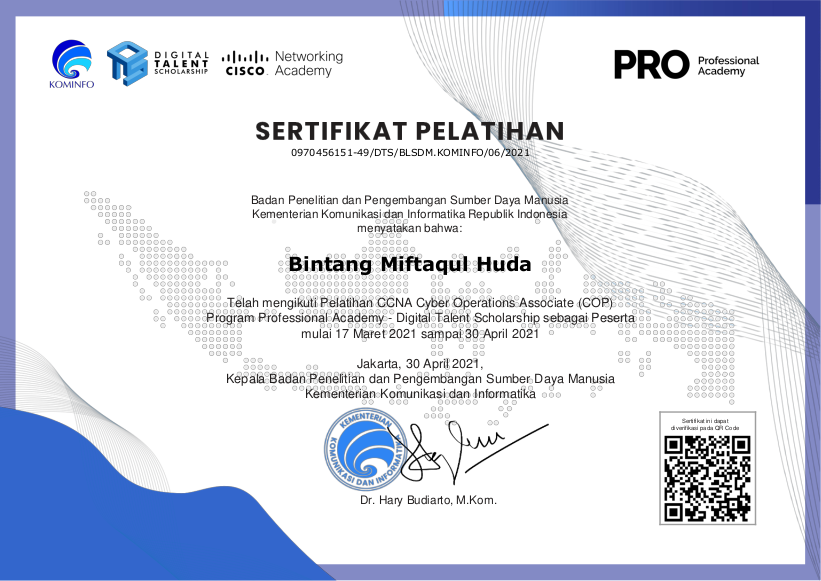 KOMINFO
DIGITAL
TALENT
SCHOLARSHIP
CISCO
Networking
Academy
PRO
Professional
Academy
SERTIFIKAT PELATIHAN
0970456151-49/DTS/BLSDM.KOMINFO/06/2021
Badan Penelitian dan Pengembangan Sumber Daya Manusia
Kementerian Komunikasi dan Informatika Republik Indonesia
menyatakan bahwa:
Bintang Miftaqul Huda
Telah mengikuti Pelatihan CCNA Cyber Operations Associate (COP)
Program Professional Academy - Digital Talent Scholarship sebagai Peserta
mulai 17 Maret 2021 sampai 30 April 2021
Jakarta, 30 April 2021,
Kepala Badan Penelitian dan Pengembangan Sumber Daya Manusia
Kementerian Komunikasi dan Informatika
KEMENTERIAN
KOMUNIKASI DAN INFORMATIKA
Dr. Hary Budiarto, M.Kom.
Sertifikat ini dapat
diverifikasi pada QR Code